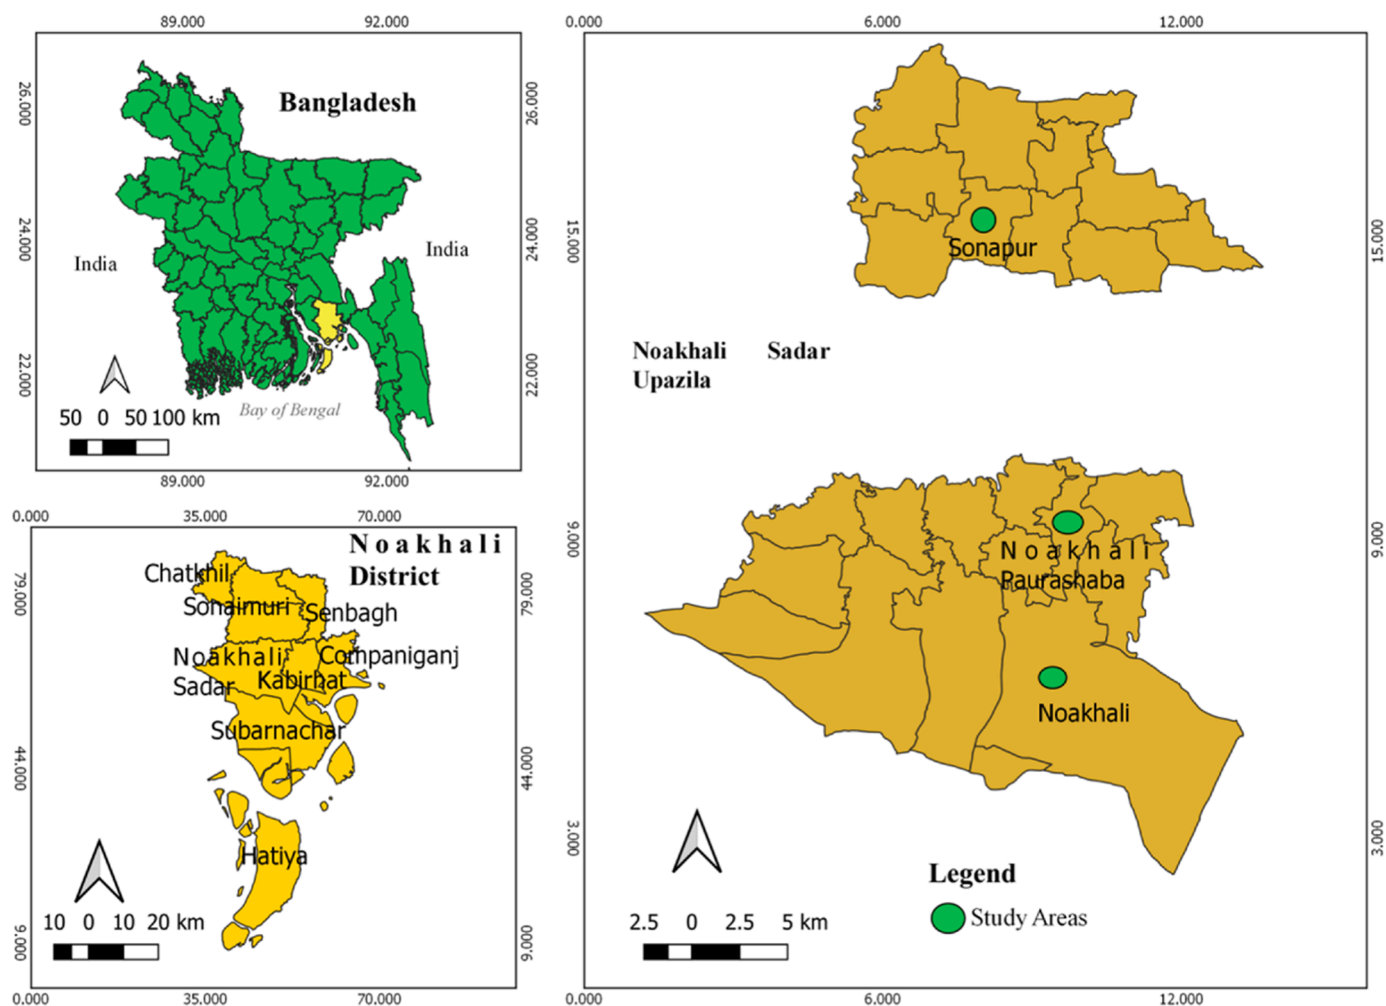 89.000 92.000
26.000
26.000
Bangladesh
24.000
24.000
India
India
22.000
22.000
50 0 50 100 km
Bay of Bengal
89.000 92.000
0.000 35.000 70.000
Noakhali
District
79.000
79.000
Chatkhil
Sonaimuri
Senbagh
Noakhali
Sadar
Companiganj
Kabirhat
Subarnachar
44.000
44.000
Hatiya
10 0 10 20 km
9.000
9.000
0.000 35.000 70.000
0.000 6.000 12.000
15.000
15.000
Sonapur
Noakhali Sadar
Upazila
9.000
9.000
Noakhali
Paurashaba
Noakhali
3.000
3.000
Legend
Study Areas
2.5 0 2.5 5 km
0.000 6.000 12.000